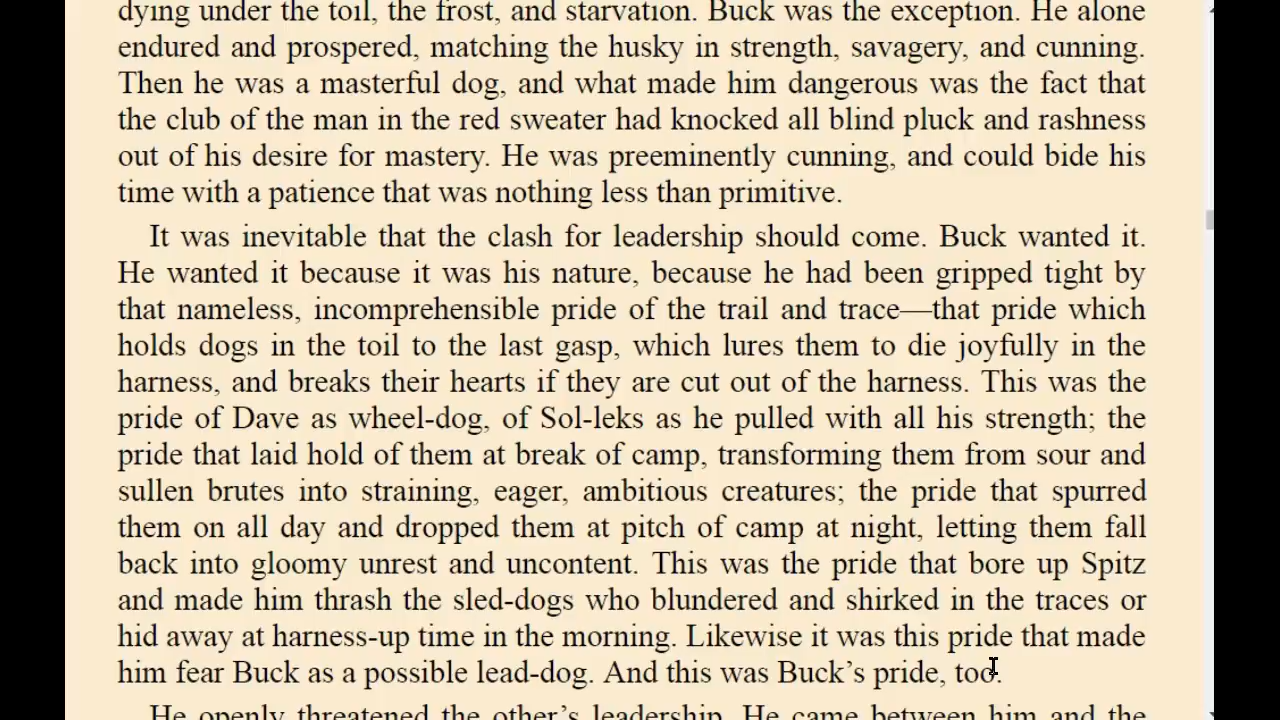 dying under the toil, the frost, and starvation. Buck was the exception. He alone
endured and prospered, matching the husky in strength, savagery, and cunning.
Then he was a masterful dog, and what made him dangerous was the fact that
the club of the man in the red sweater had knocked all blind pluck and rashness
out of his desire for mastery. He was preeminently cunning, and could bide his
time with a patience that was nothing less than primitive.
It was inevitable that the clash for leadership should come. Buck wanted it.
He wanted it because it was his nature, because he had been gripped tight by
that nameless, incomprehensible pride of the trail and trace—that pride which
holds dogs in the toil to the last gasp, which lures them to die joyfully in the
harness, and breaks their hearts if they are cut out of the harness. This was the
pride of Dave as wheel-dog, of Sol-leks as he pulled with all his strength; the
pride that laid hold of them at break of camp, transforming them from sour and
sullen brutes into straining, eager, ambitious creatures; the pride that spurred
them on all day and dropped them at pitch of camp at night, letting them fall
back into gloomy unrest and uncontent. This was the pride that bore up Spitz
and made him thrash the sled-dogs who blundered and shirked in the traces or
hid away at harness-up time in the morning. Likewise it was this pride that made
him fear Buck as a possible lead-dog. And this was Buck’s pride, too.
He openly threatened the other’s leadership. He came between him and the